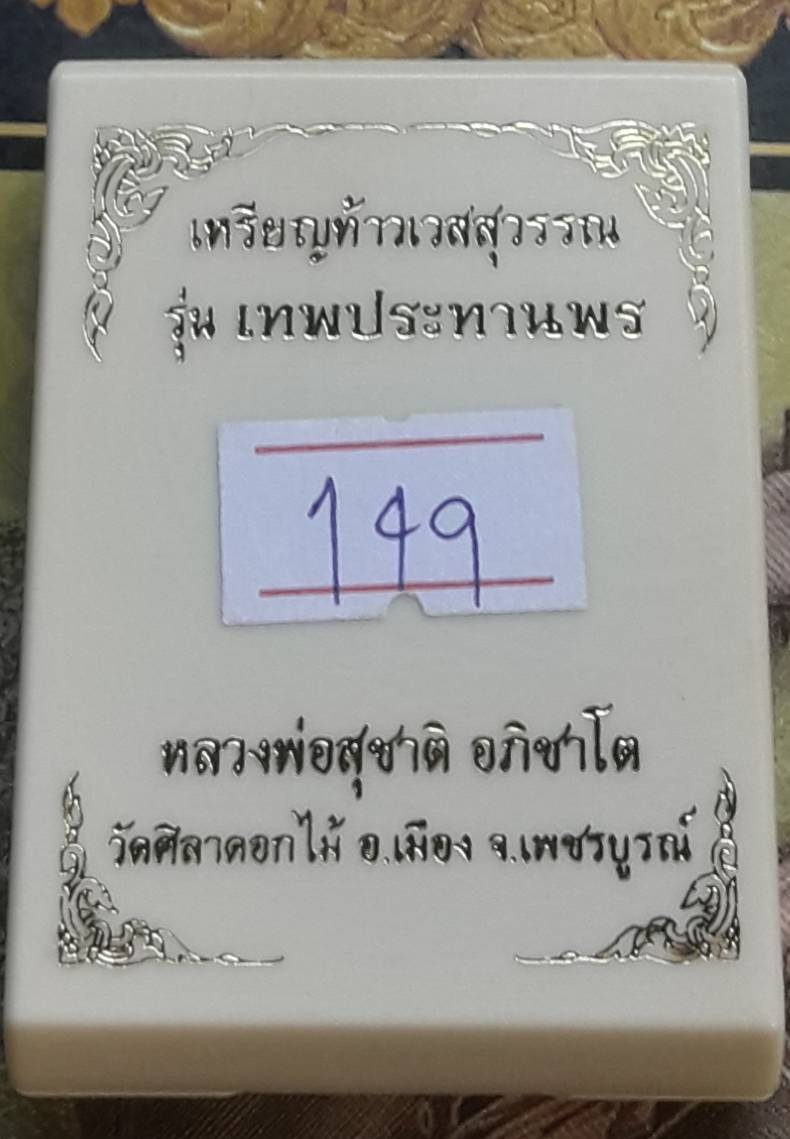 เหรียญท้าวเวสสุวรรณ
รุ่น เทพประทานพร
149
หลวงพ่อสุชาติ อภิชาโต
วัดศิลาดอกไม้ อ.เมือง จ.เพชรบูรณ์